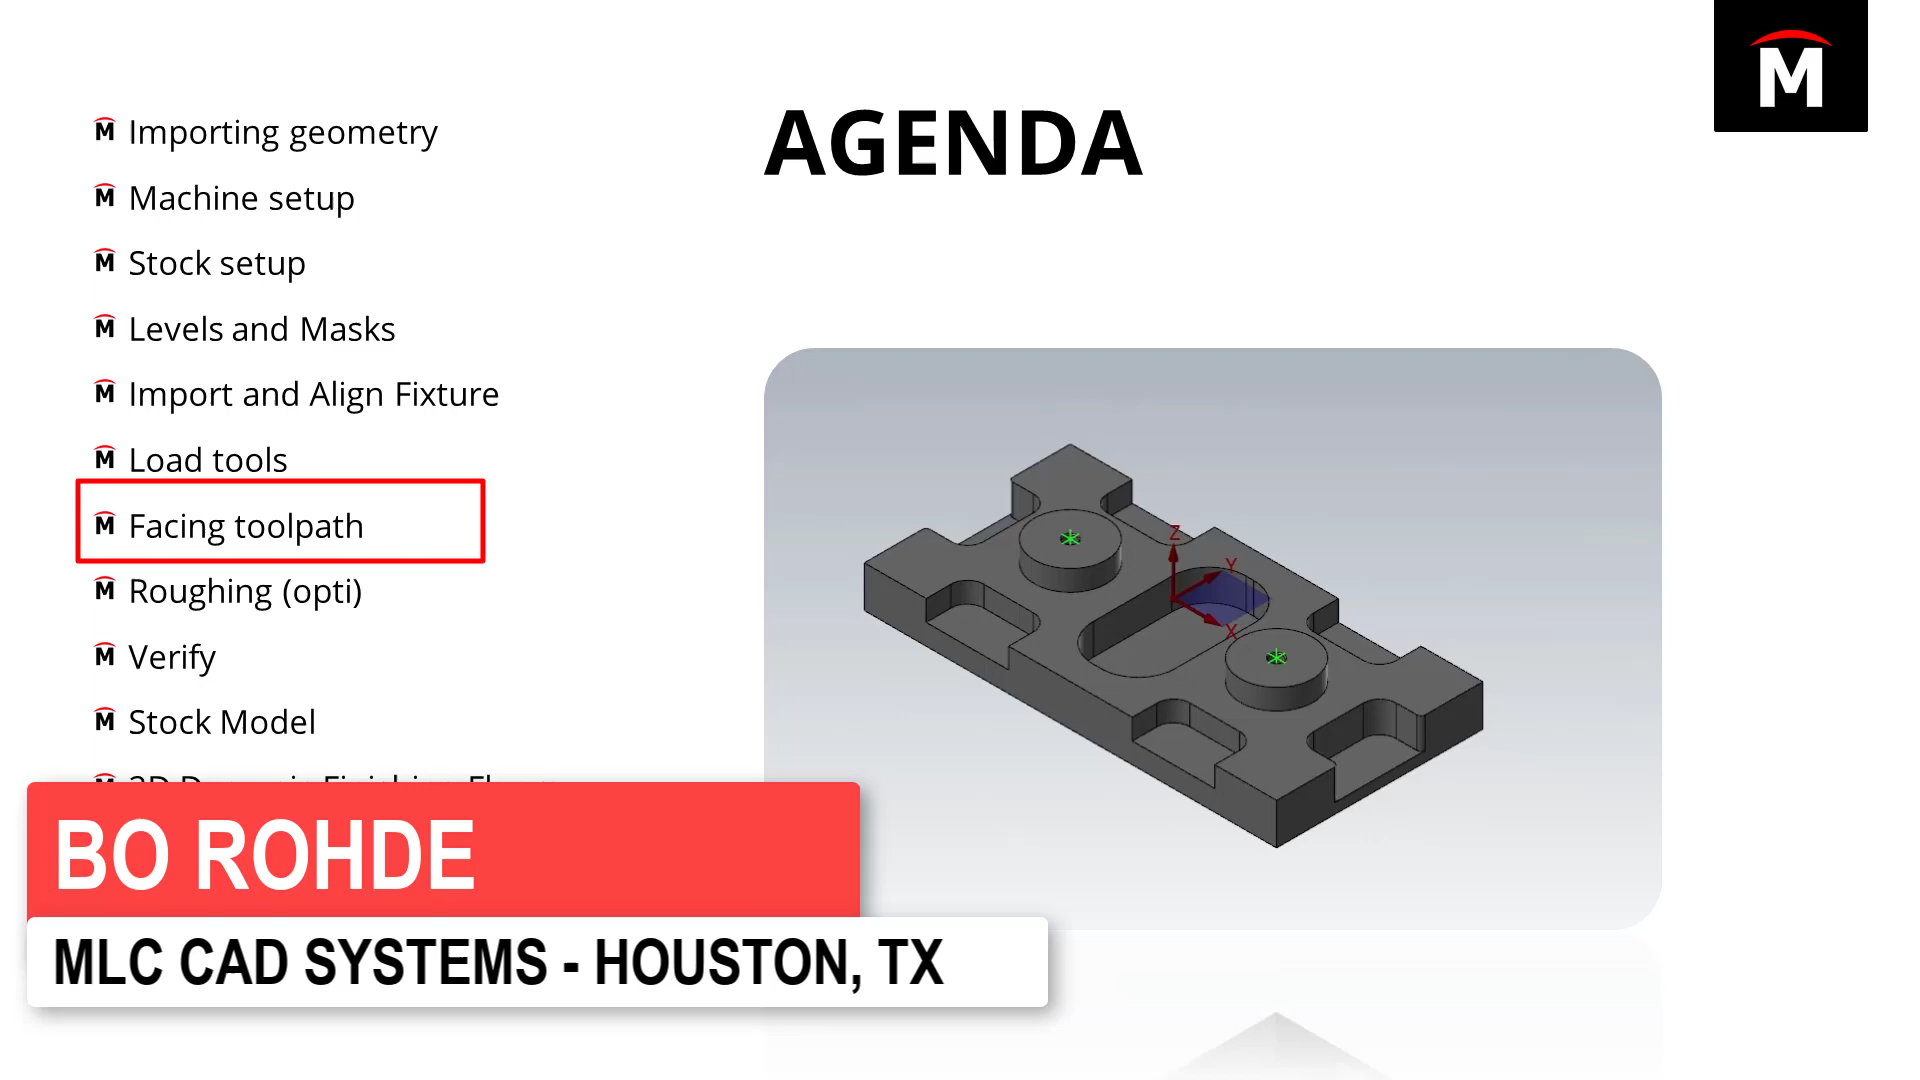 M
AGENDA
M Importing geometry
M Machine setup
M Stock setup
M Levels and Masks
M Import and Align Fixture
M Load tools
M Facing toolpath
M Roughing (opti)
M Verify
M Stock Model
Z
Y
X
BO ROHDE
MLC CAD SYSTEMS - HOUSTON, TX